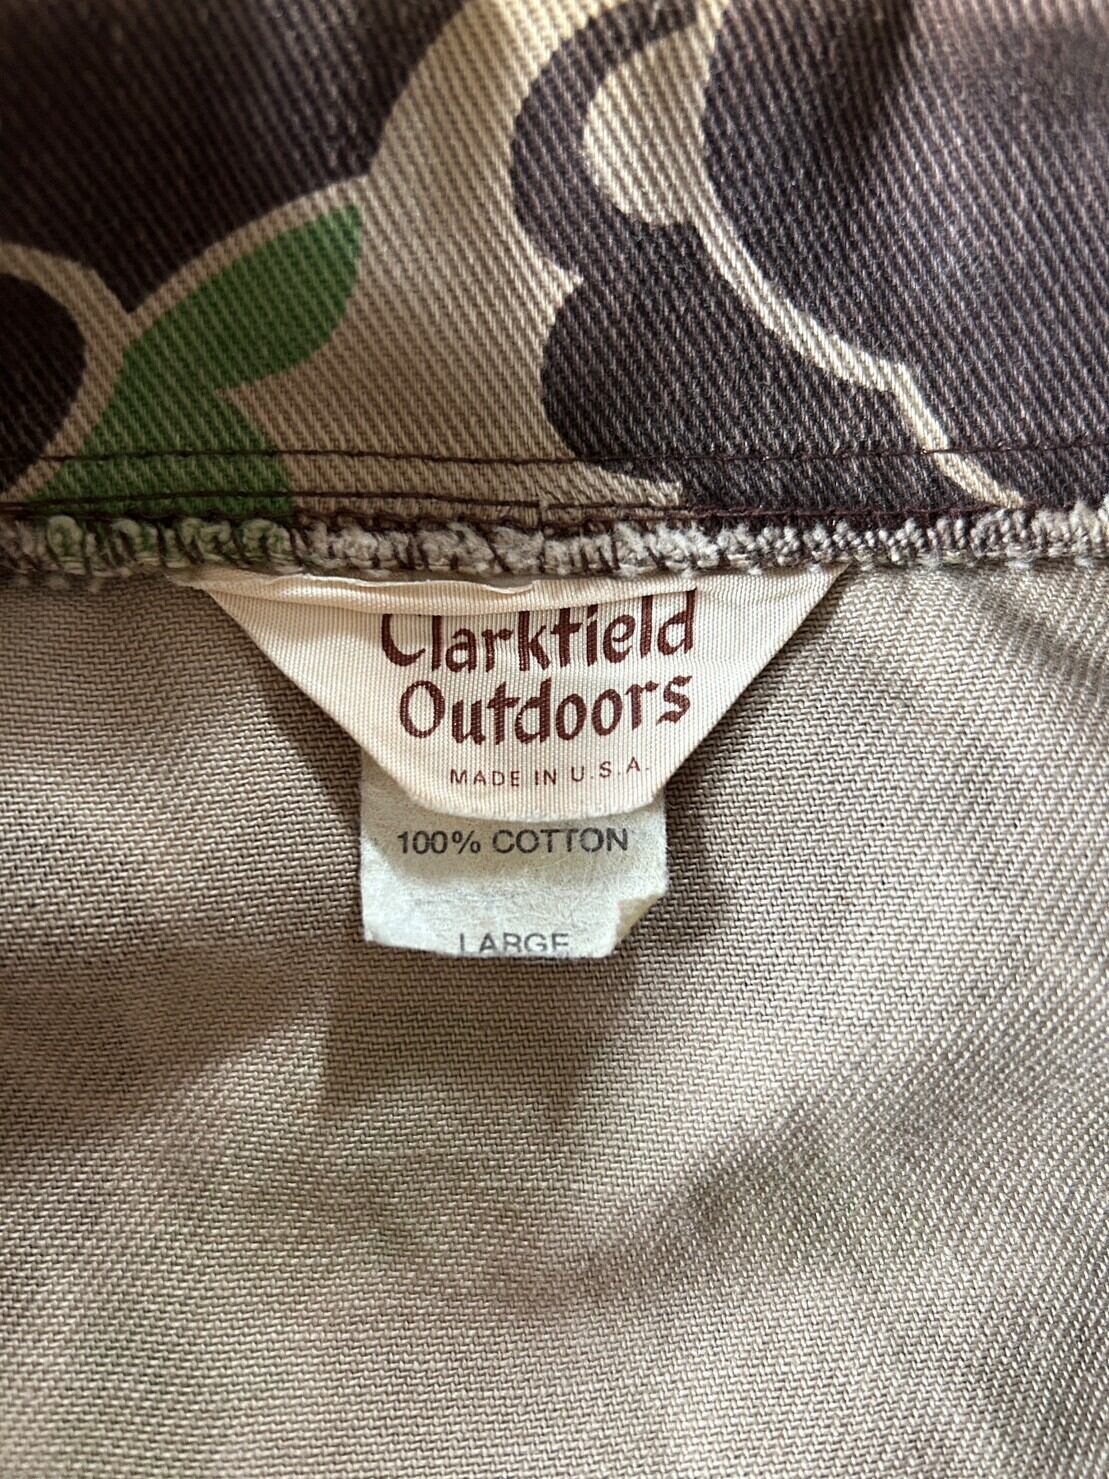 Clarkfield
Outdoors
MADE IN U.S.A.
100% COTTON
LARGE